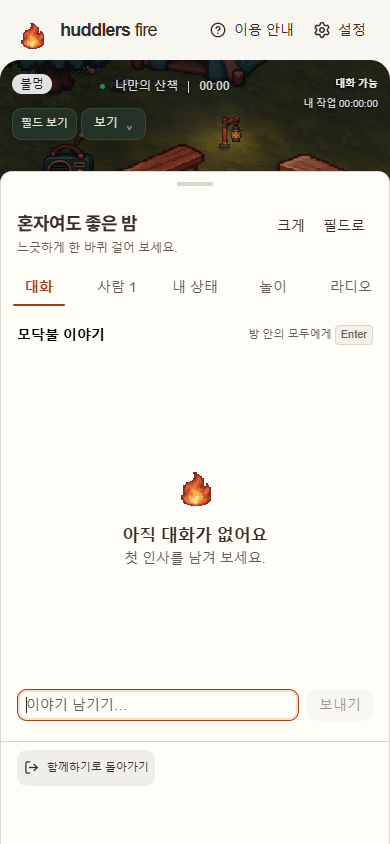 huddlers fire
이용 안내
설정
불멍
나만의 산책 | 00:00
대화 가능
내 작업 00:00:00
필드 보기
보기
혼자여도 좋은 밤
느긋하게 한 바퀴 걸어 보세요.
크게
필드로
대화
사람 1
내 상태
놀이
라디오
모닥불 이야기
방 안의 모두에게 Enter
아직 대화가 없어요
첫 인사를 남겨 보세요.
이야기 남기기...
보내기
함께하기로 돌아가기